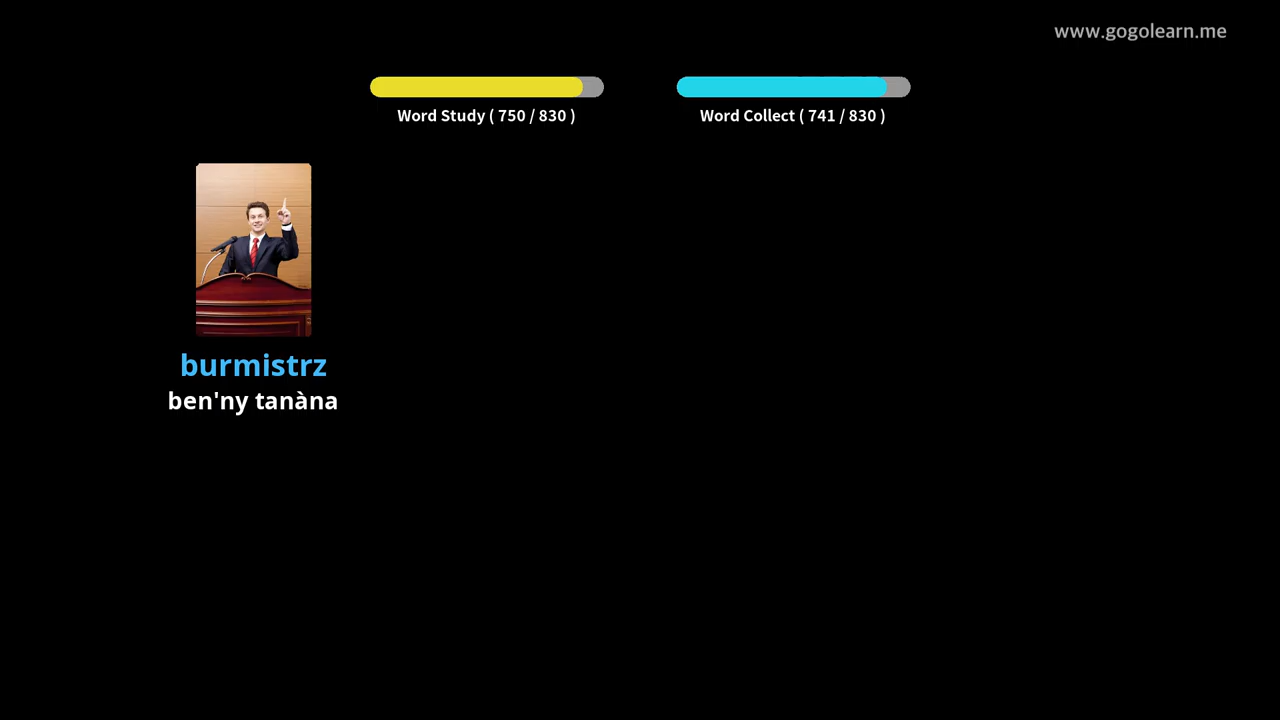 www.gogolearn.me
Word Study ( 750 / 830 )
Word Collect ( 741 / 830 )
burmistrz
ben'ny tanàna